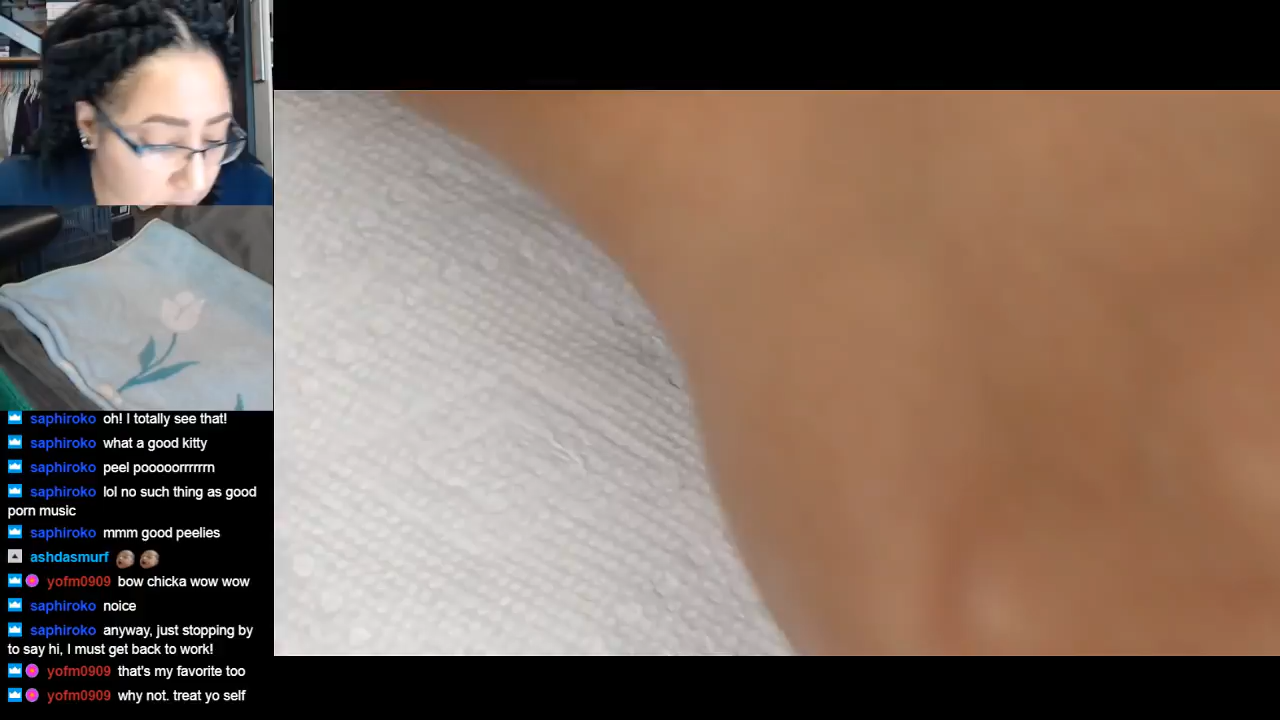 saphiroko oh! I totally see that!
saphiroko what a good kitty
saphiroko peel pooooorrrrrrn
saphiroko lol no such thing as good
porn music
saphiroko mmm good peelies
ashdasmurf
yofm0909 bow chicka wow wow
saphiroko noice
saphiroko anyway, just stopping by
to say hi, I must get back to work!
yofm0909 that's my favorite too
yofm0909 why not. treat yo self